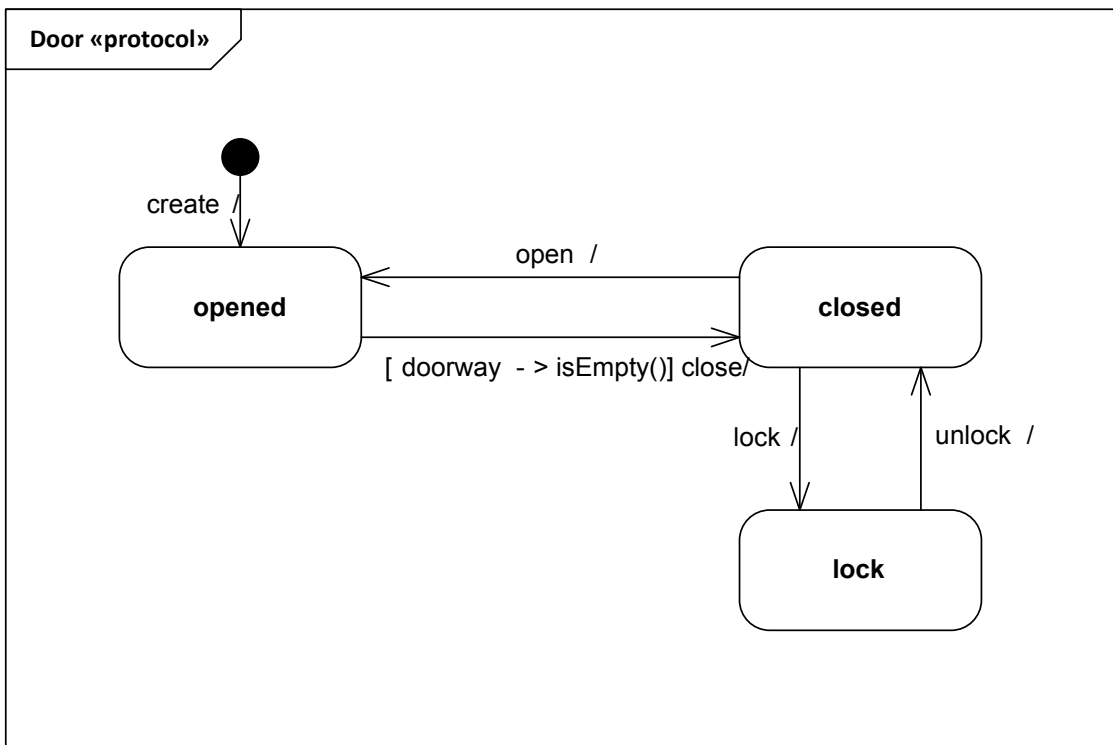 Door «protocol»
create /
open /
opened
closed
[ doorway - > isEmpty()] close/
lock /
unlock /
lock